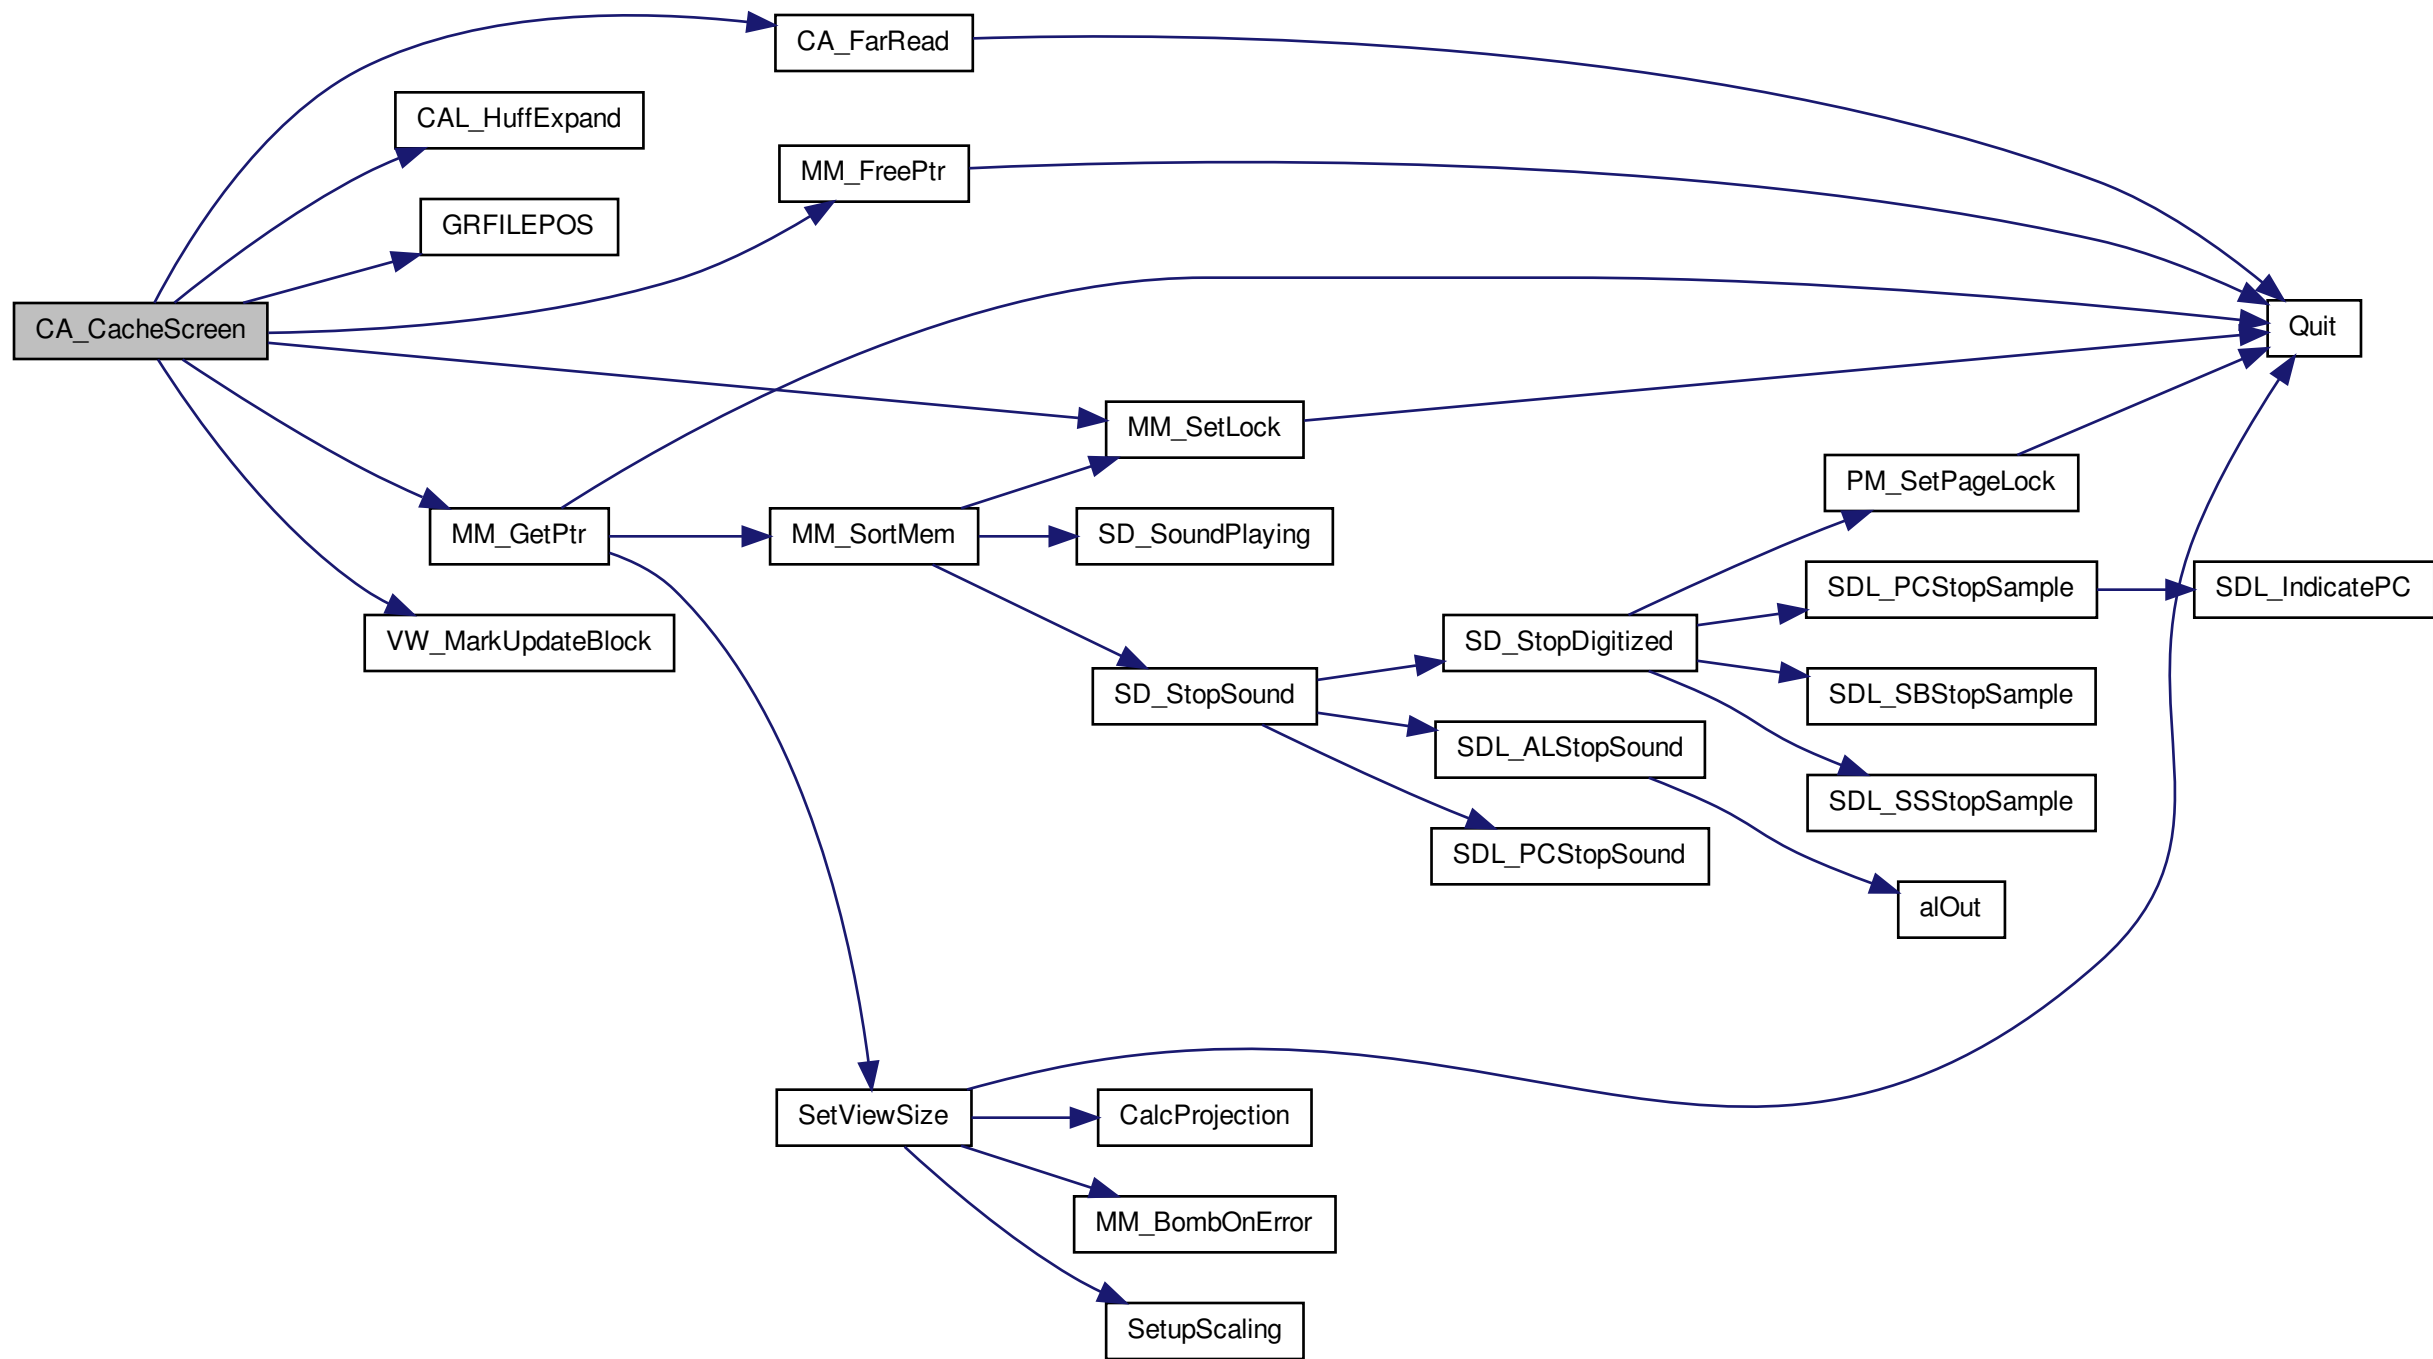 CA_FarRead
CAL_HuffExpand
MM_FreePtr
GRFILEPOS
CA_CacheScreen
Quit
MM_SetLock
PM_SetPageLock
MM_GetPtr
MM_SortMem
SD_SoundPlaying
SDL_PCStopSample
SDL_IndicatePC
VW_MarkUpdateBlock
SD_StopDigitized
SD_StopSound
SDL_SBStopSample
SDL_ALStopSound
SDL_SSStopSample
SDL_PCStopSound
alOut
SetViewSize
CalcProjection
MM_BombOnError
SetupScaling